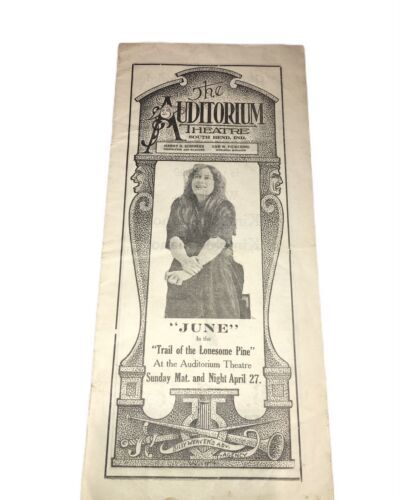 The
AUDITORIUM
THEATRE
SOUTH BEND, IND.
"JUNE"
In the
"Trail of the Lonesome Pine"
At the Auditorium Theatre
Sunday Mat. and Night April 27.
AGENCY